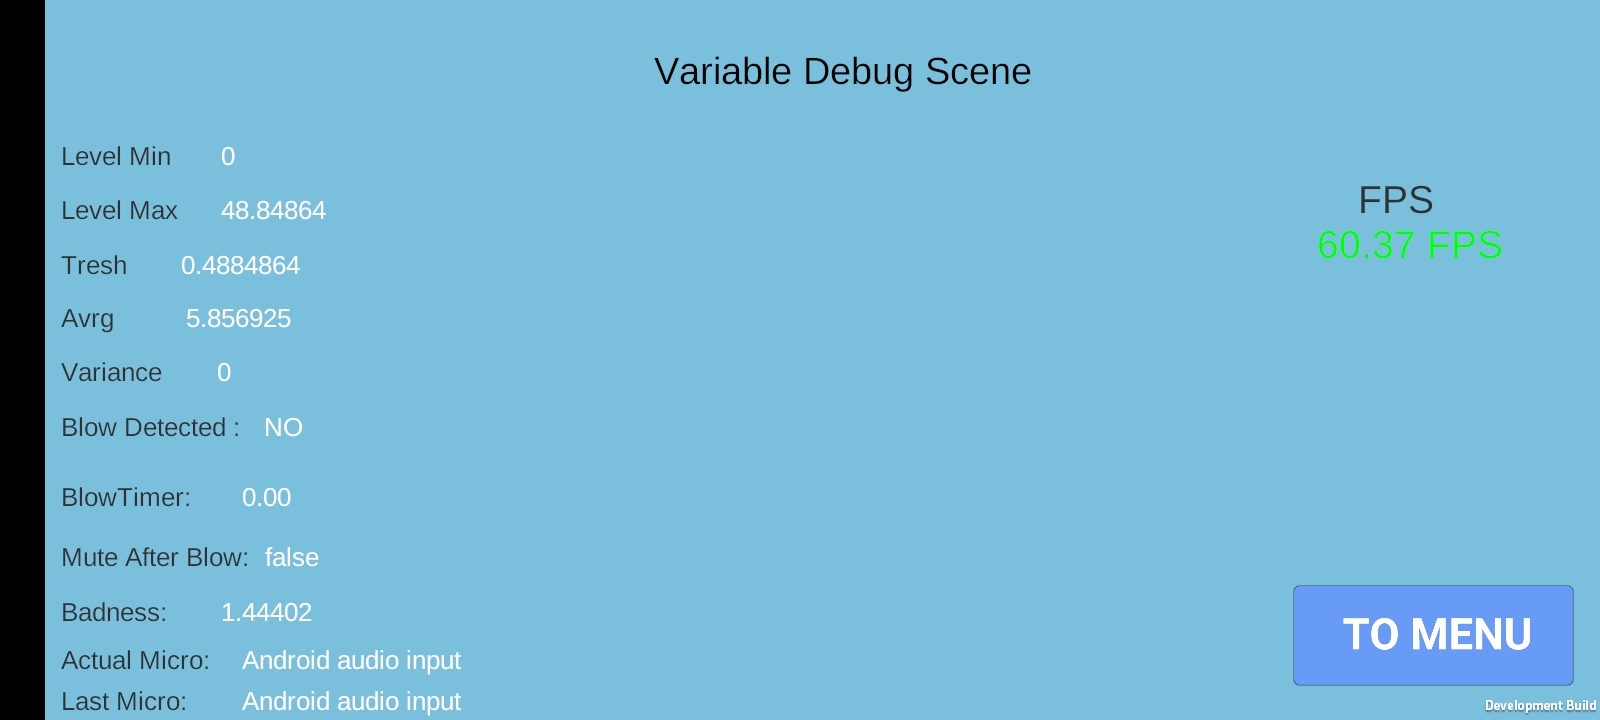 Variable Debug Scene
Level Min 0
Level Max 48.84864
Tresh 0.4884864
Avrg 5.856925
Variance 0
Blow Detected : NO
BlowTimer: 0.00
Mute After Blow: false
Badness: 1.44402
Actual Micro: Android audio input
Last Micro: Android audio input
FPS
60.37 FPS
TO MENU
Development Build